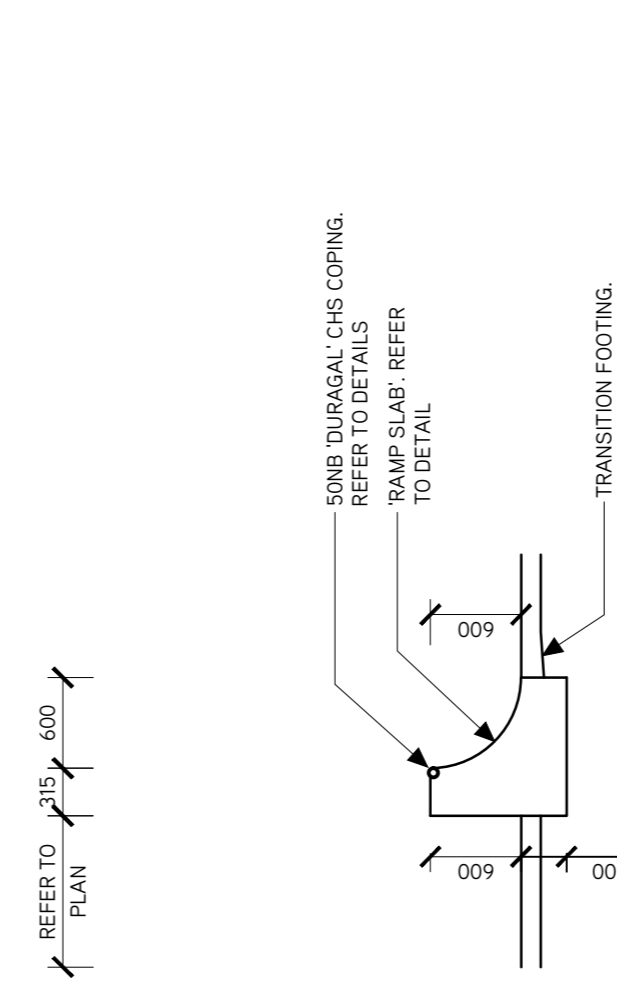 50NB 'DURAGAL' CHS COPING.
REFER TO DETAILS
'RAMP SLAB'. REFER
TO DETAIL
TRANSITION FOOTING.
REFER TO
PLAN
315
600
600
600
00